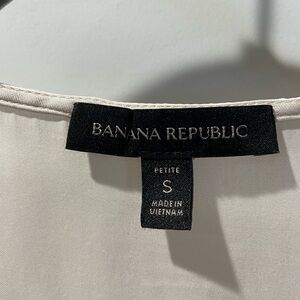 BANANA REPUBLIC
PETITE
S
MADE IN
VIETNAM